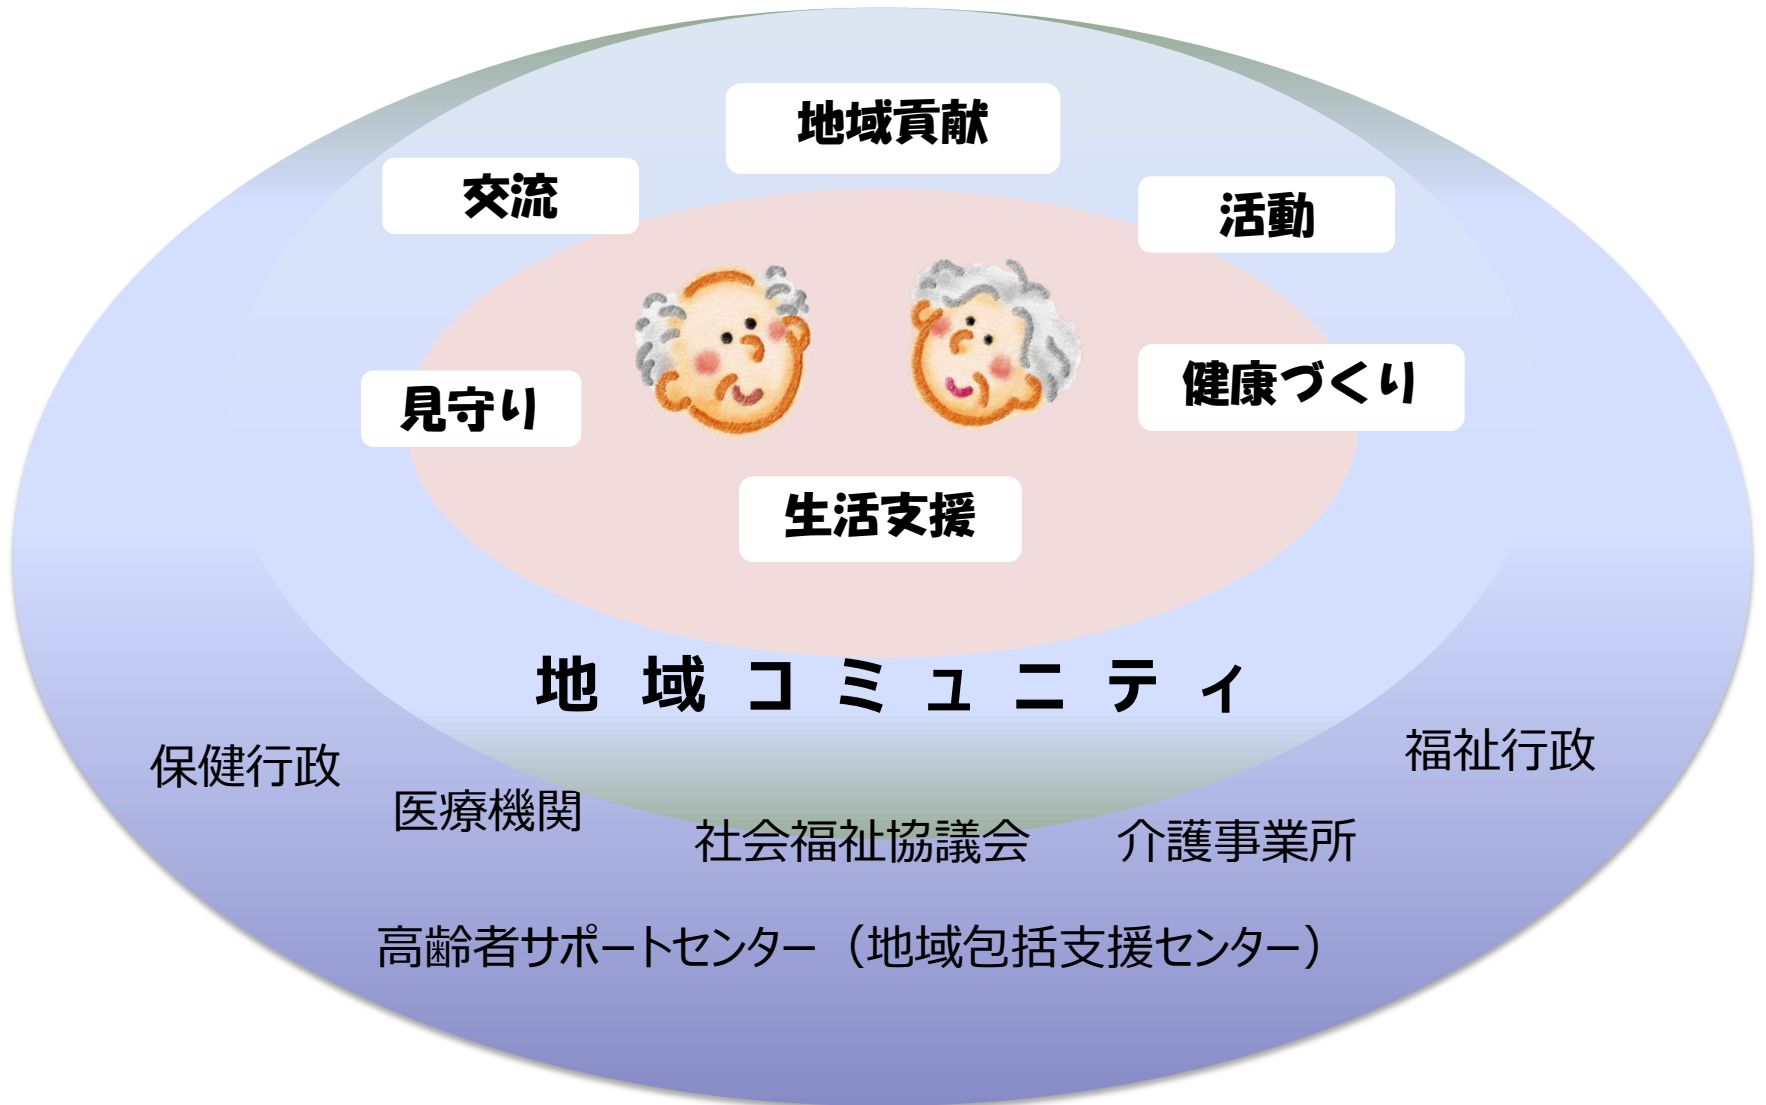 地域貢献
交流
活動
見守り
健康づくり
生活支援
地域コミュニティ
保健行政
福祉行政
医療機関
社会福祉協議会
介護事業所
高齢者サポートセンター（地域包括支援センター）